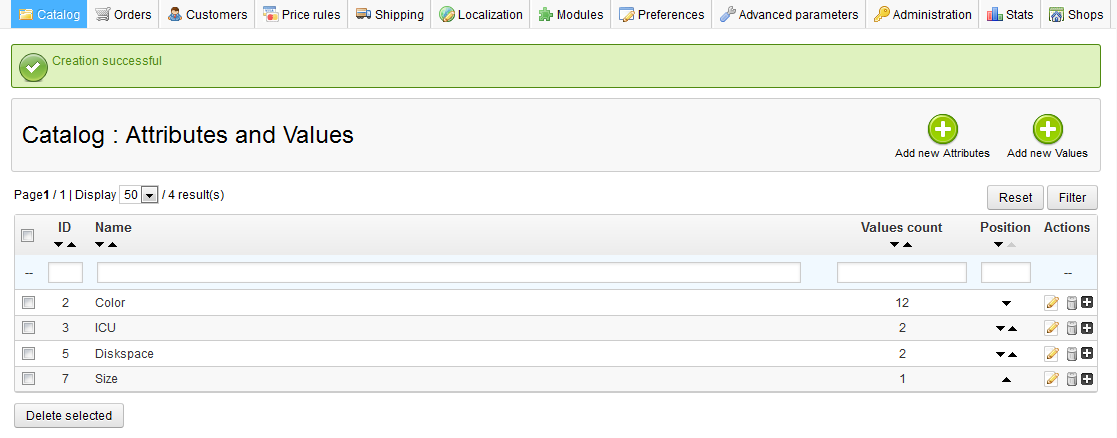 Catalog Orders Customers Price rules Shipping Localization Modules Preferences Advanced parameters Administration Stats Shops
Creation successful
Catalog : Attributes and Values
Add new Attributes Add new Values
Page1 / 1 | Display 50 / 4 result(s)
Reset Filter
ID Name Values count Position Actions
-- --
2 Color 12
3 ICU 2
5 Diskspace 2
7 Size 1
Delete selected